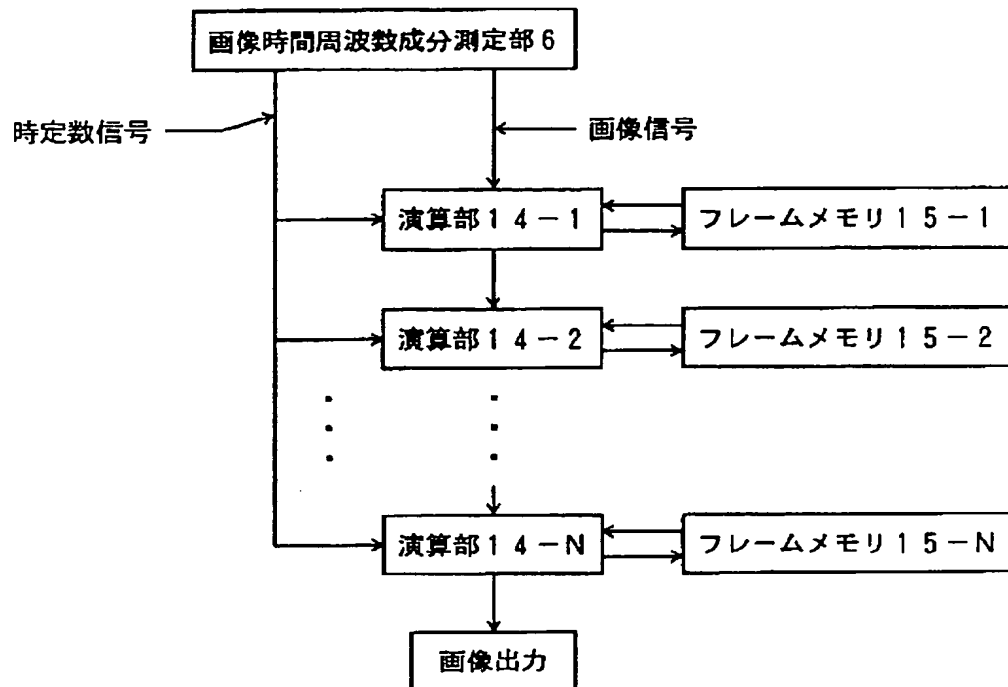 画像時間周波数成分測定部6
時定数信号
画像信号
演算部14-1
フレームメモリ15-1
演算部14-2
フレームメモリ15-2
演算部14-N
フレームメモリ15-N
画像出力